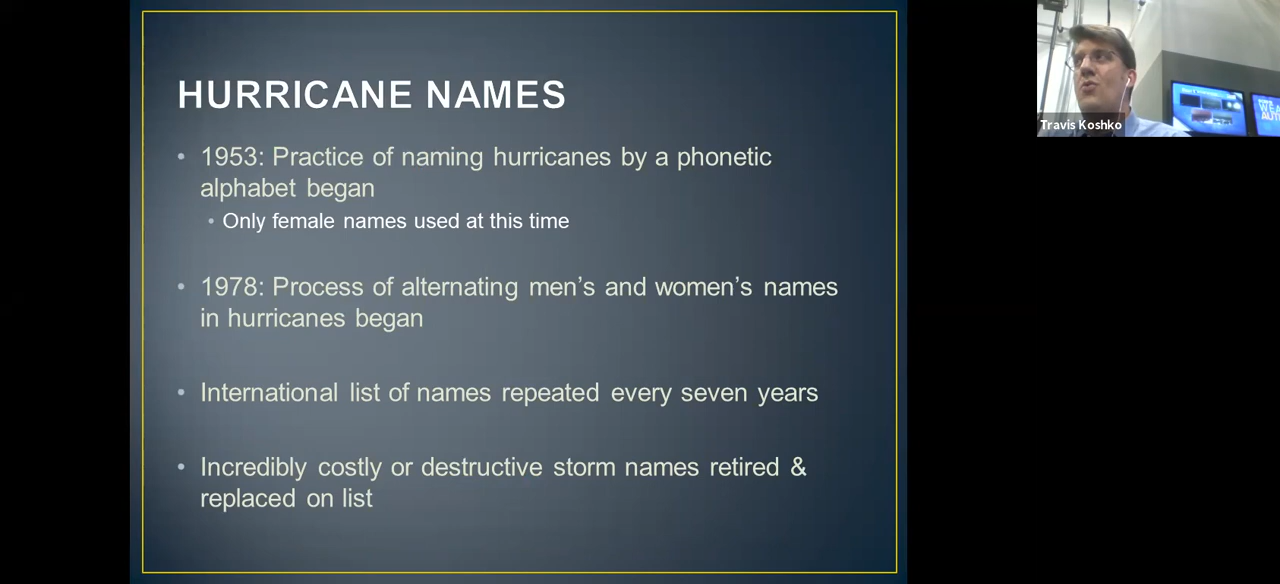 HURRICANE NAMES
• 1953: Practice of naming hurricanes by a phonetic
alphabet began
• Only female names used at this time
• 1978: Process of alternating men’s and women’s names
in hurricanes began
• International list of names repeated every seven years
• Incredibly costly or destructive storm names retired &
replaced on list
Travis Koshko